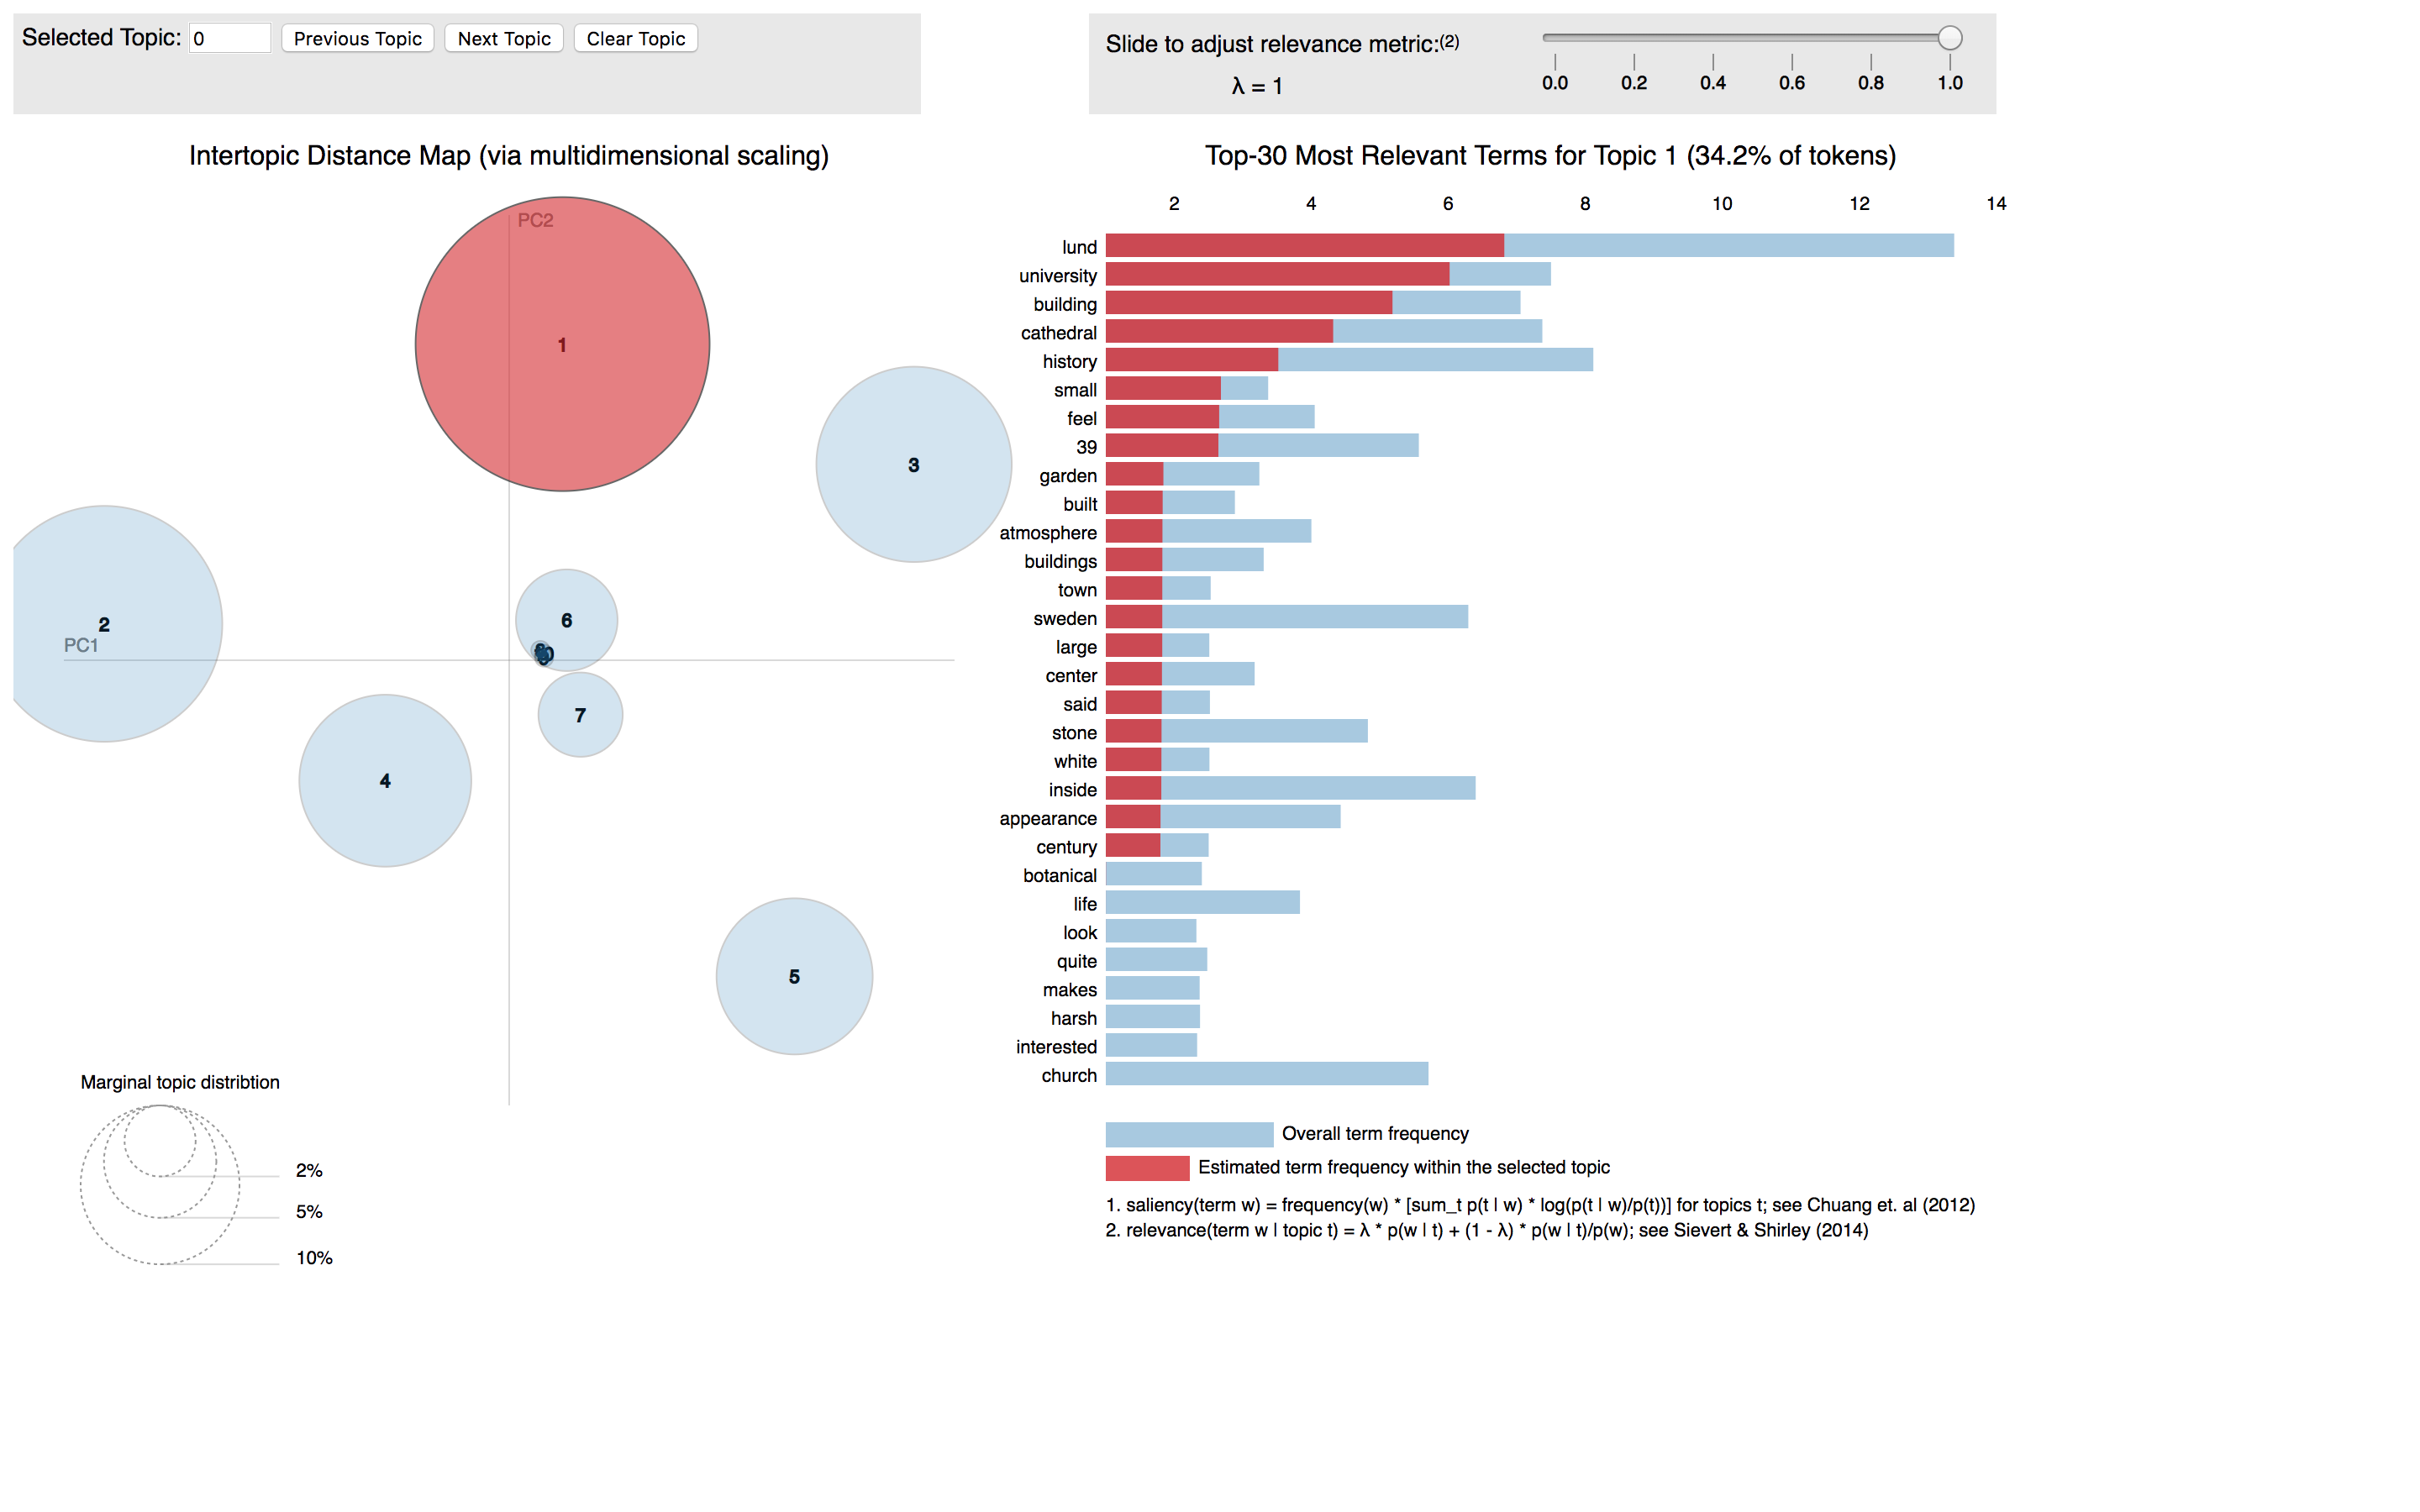 Selected Topic: 0 Previous Topic Next Topic Clear Topic
Slide to adjust relevance metric:(2)
λ = 1
0.0 0.2 0.4 0.6 0.8 1.0
Intertopic Distance Map (via multidimensional scaling)
PC2
1
3
2
PC1
6
7
4
5
Marginal topic distribtion
2%
5%
10%
Top-30 Most Relevant Terms for Topic 1 (34.2% of tokens)
2 4 6 8 10 12 14
lund
university
building
cathedral
history
small
feel
39
garden
built
atmosphere
buildings
town
sweden
large
center
said
stone
white
inside
appearance
century
botanical
life
look
quite
makes
harsh
interested
church
Overall term frequency
Estimated term frequency within the selected topic
1. saliency(term w) = frequency(w) * [sum_t p(t | w) * log(p(t | w)/p(t))] for topics t; see Chuang et. al (2012)
2. relevance(term w | topic t) = λ * p(w | t) + (1 - λ) * p(w | t)/p(w); see Sievert & Shirley (2014)